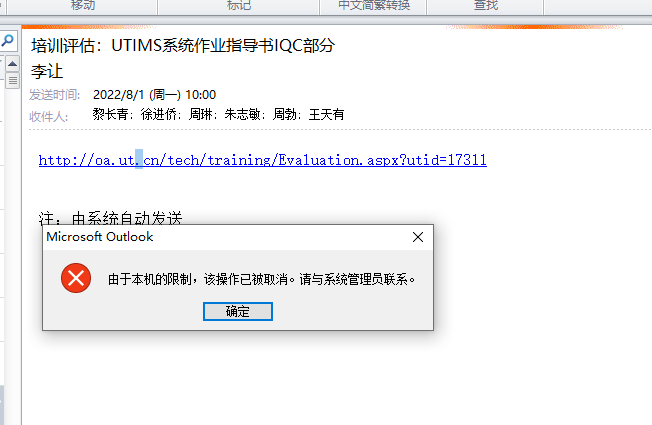 移动
标记
中文简繁转换
查找
培训评估：UTIMS系统作业指导书IQC部分
李让
发送时间： 2022/8/1 (周一) 10:00
收件人： 黎长青; 徐进侨; 周琳; 朱志敏; 周勃; 王天有
http://oa.ut.cn/tech/training/Evaluation.aspx?utid=17311
注：由系统自动发送
Microsoft Outlook
由于本机的限制，该操作已被取消。请与系统管理员联系。
确定